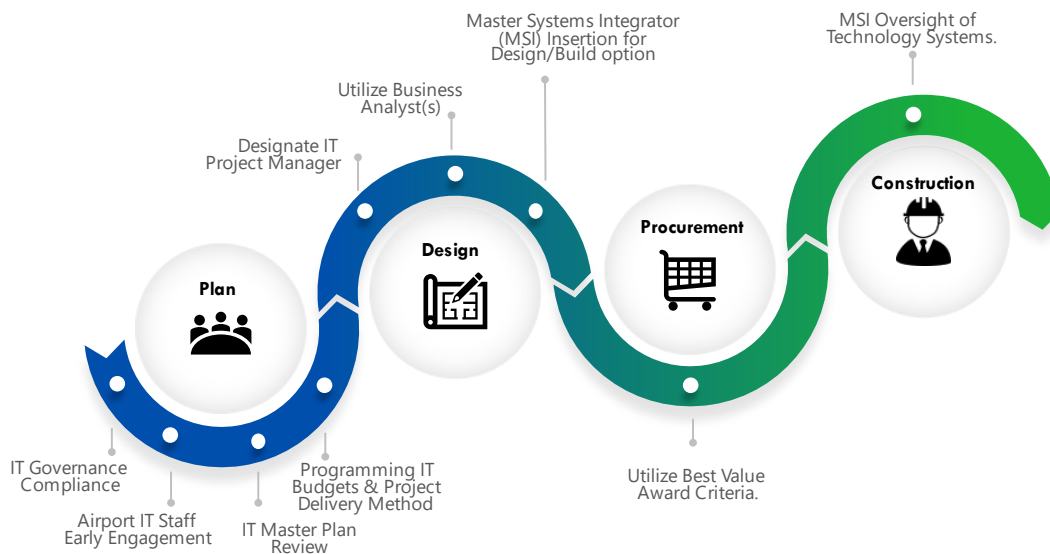 Plan
IT Governance
Compliance
Airport IT Staff
Early Engagement
IT Master Plan
Review
Programming IT
Budgets & Project
Delivery Method
Design
Designate IT
Project Manager
Utilize Business
Analyst(s)
Master Systems Integrator
(MSI) Insertion for
Design/Build option
Procurement
Utilize Best Value
Award Criteria.
Construction
MSI Oversight of
Technology Systems.